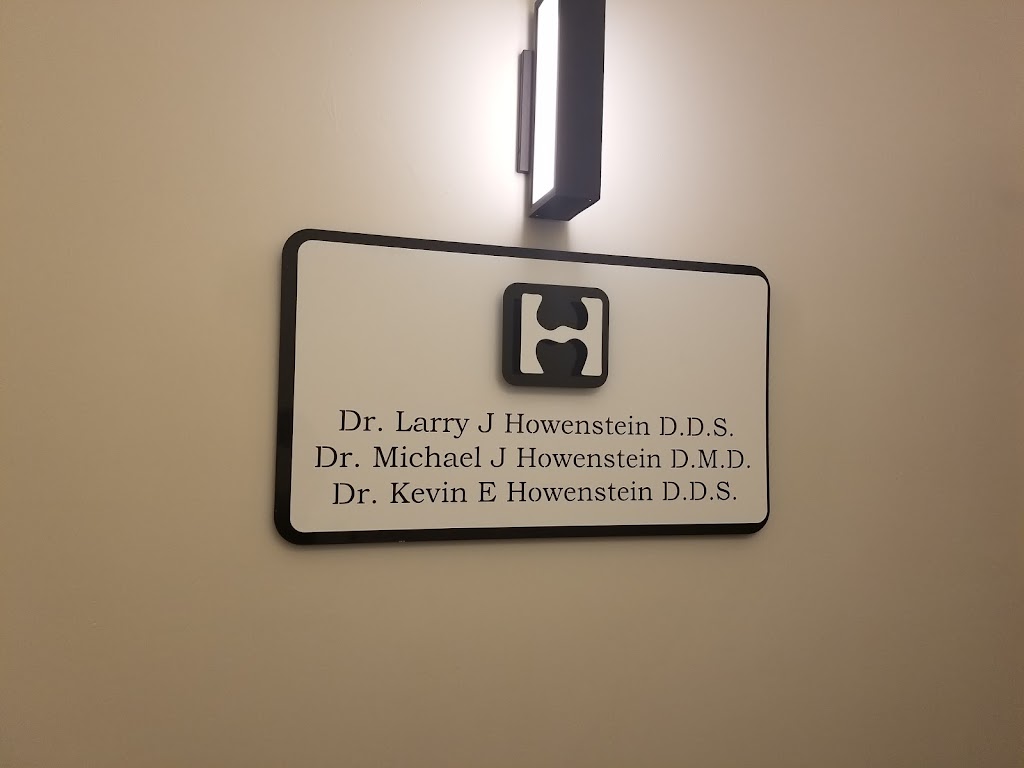 H
Dr. Larry J Howenstein D.D.S.
Dr. Michael J Howenstein D.M.D.
Dr. Kevin E Howenstein D.D.S.